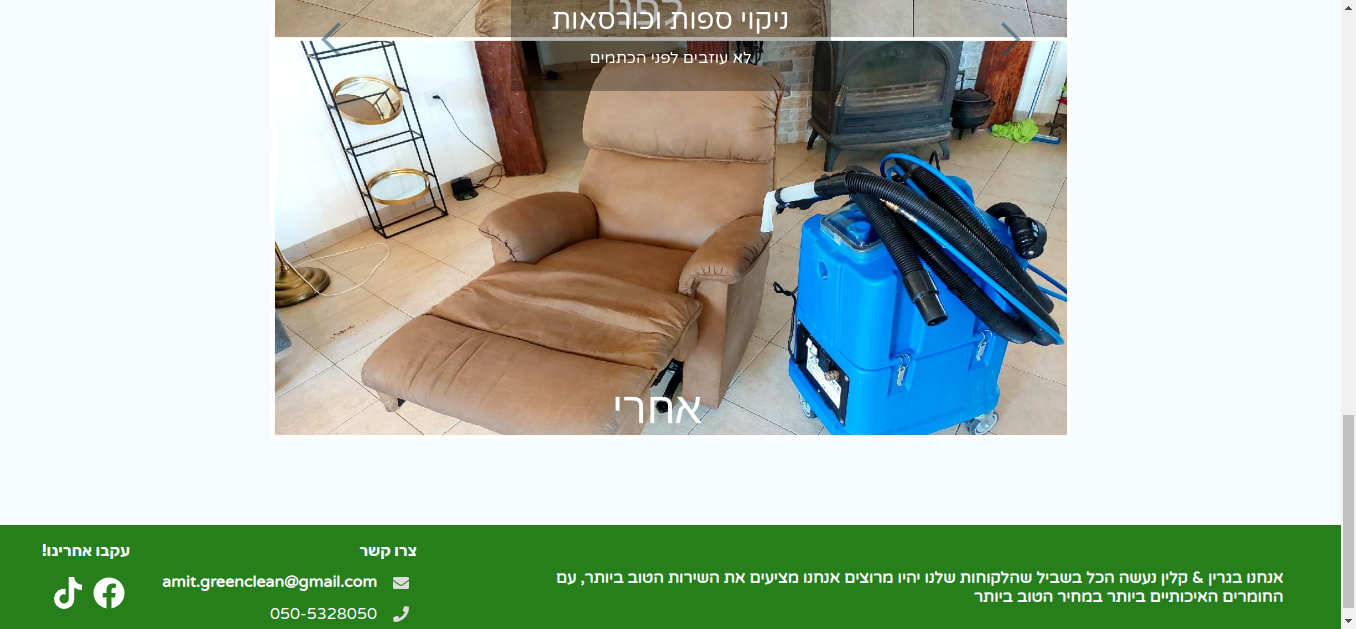 לפני
ניקוי ספות וכורסאות
לא עוזבים לפני הכתמים
אחרי
אנחנו בגרין & קלין נעשה הכל בשביל שהלקוחות שלנו יהיו מרוצים אנחנו מציעים את השירות הטוב ביותר, עם
החומרים האיכותיים ביותר במחיר הטוב ביותר
צרו קשר
amit.greenclean@gmail.com
050-5328050
עקבו אחרינו!